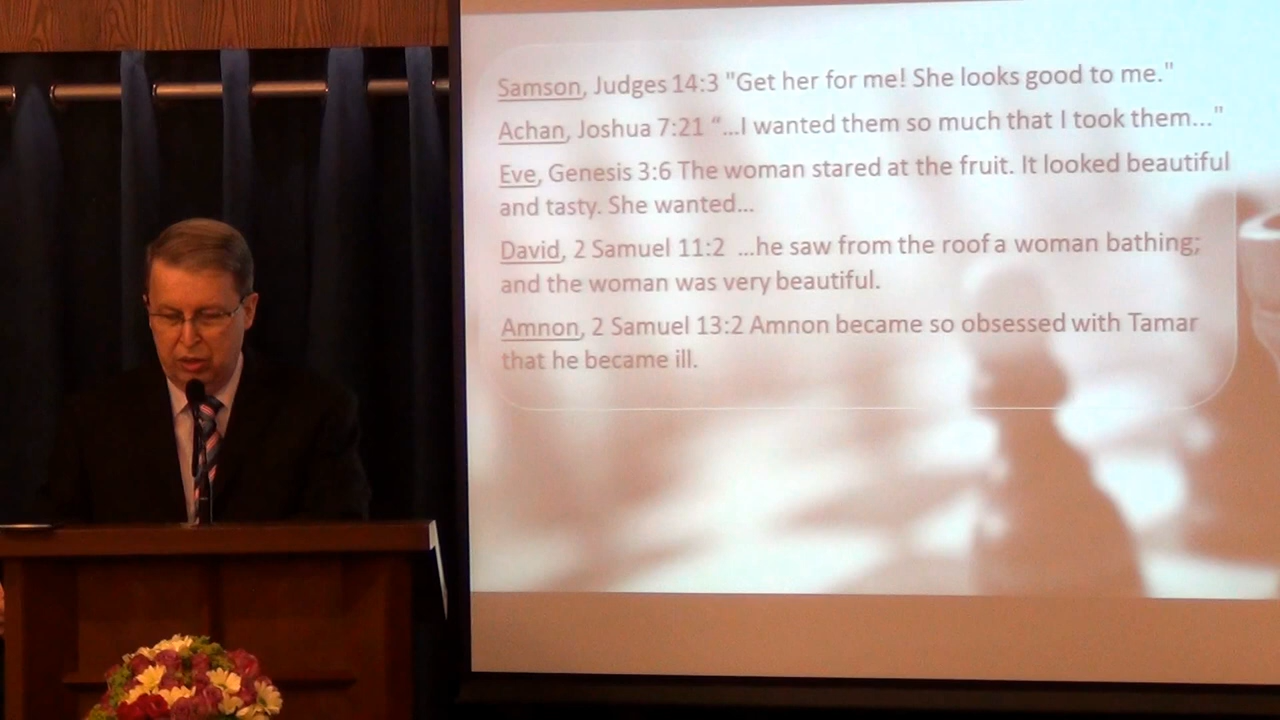 Samson, Judges 14:3 "Get her for me! She looks good to me."
Achan, Joshua 7:21 “...I wanted them so much that I took them..."
Eve, Genesis 3:6 The woman stared at the fruit. It looked beautiful
and tasty. She wanted...
David, 2 Samuel 11:2 ...he saw from the roof a woman bathing;
and the woman was very beautiful.
Amnon, 2 Samuel 13:2 Amnon became so obsessed with Tamar
that he became ill.